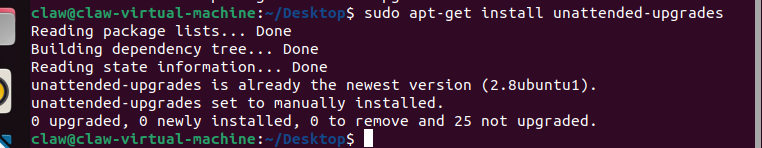 claw@claw-virtual-machine:~/Desktop$ sudo apt-get install unattended-upgrades
Reading package lists... Done
Building dependency tree... Done
Reading state information... Done
unattended-upgrades is already the newest version (2.8ubuntu1).
unattended-upgrades set to manually installed.
0 upgraded, 0 newly installed, 0 to remove and 25 not upgraded.
claw@claw-virtual-machine:~/Desktop$